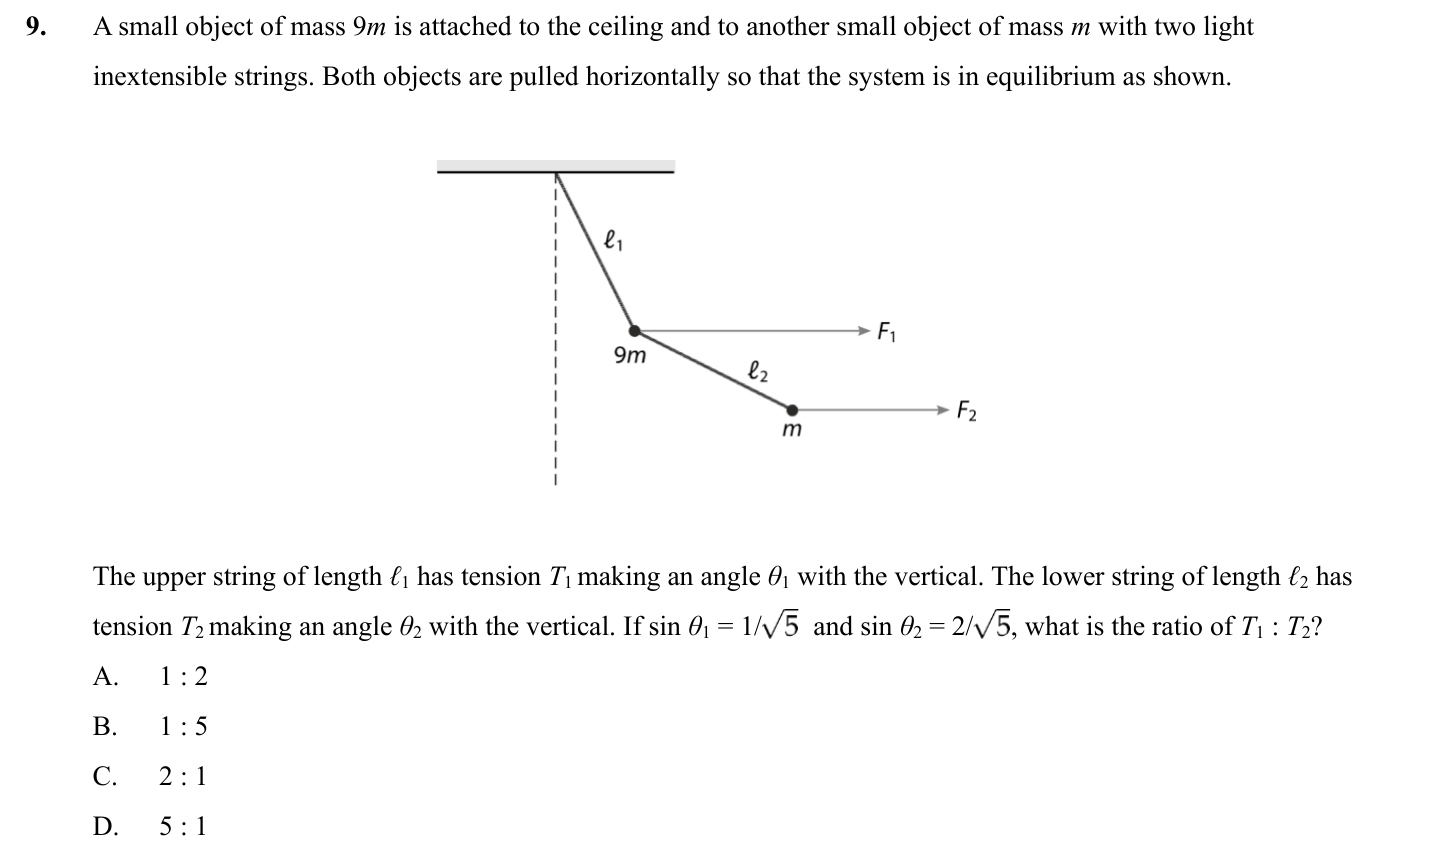 9. A small object of mass 9m is attached to the ceiling and to another small object of mass m with two light
inextensible strings. Both objects are pulled horizontally so that the system is in equilibrium as shown.
ℓ₁
F₁
9m
ℓ₂
F₂
m
The upper string of length ℓ₁ has tension T₁ making an angle θ₁ with the vertical. The lower string of length ℓ₂ has
tension T₂ making an angle θ₂ with the vertical. If sin θ₁ = 1/√5 and sin θ₂ = 2/√5, what is the ratio of T₁ : T₂?
A. 1 : 2
B. 1 : 5
C. 2 : 1
D. 5 : 1